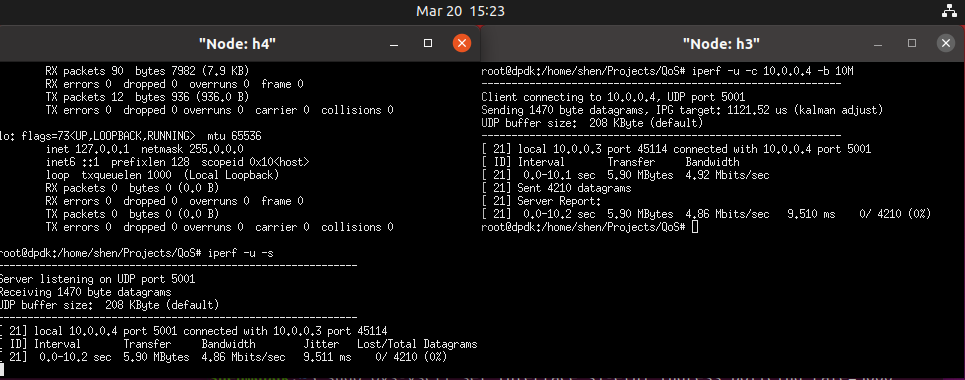 Mar 20 15:23
"Node: h4"
RX packets 90 bytes 7982 (7.9 KB)
RX errors 0 dropped 0 overruns 0 frame 0
TX packets 12 bytes 936 (936.0 B)
TX errors 0 dropped 0 overruns 0 carrier 0 collisions 0
lo: flags=73<UP,LOOPBACK,RUNNING> mtu 65536
inet 127.0.0.1 netmask 255.0.0.0
inet6 ::1 prefixlen 128 scopeid 0x10<host>
loop txqueuelen 1000 (Local Loopback)
RX packets 0 bytes 0 (0.0 B)
RX errors 0 dropped 0 overruns 0 frame 0
TX packets 0 bytes 0 (0.0 B)
TX errors 0 dropped 0 overruns 0 carrier 0 collisions 0
root@dpdk:/home/shen/Projects/QoS# iperf -u -s
------------------------------------------------------------
Server listening on UDP port 5001
Receiving 1470 byte datagrams
UDP buffer size: 208 KByte (default)
------------------------------------------------------------
[ 21] local 10.0.0.4 port 5001 connected with 10.0.0.3 port 45114
[ ID] Interval Transfer Bandwidth Jitter Lost/Total Datagrams
[ 21] 0.0-10.2 sec 5.90 MBytes 4.86 Mbits/sec 9.511 ms 0/ 4210 (0%)
"Node: h3"
root@dpdk:/home/shen/Projects/QoS# iperf -u -c 10.0.0.4 -b 10M
------------------------------------------------------------
Client connecting to 10.0.0.4, UDP port 5001
Sending 1470 byte datagrams, IPG target: 1121.52 us (kalman adjust)
UDP buffer size: 208 KByte (default)
------------------------------------------------------------
[ 21] local 10.0.0.3 port 45114 connected with 10.0.0.4 port 5001
[ ID] Interval Transfer Bandwidth
[ 21] 0.0-10.1 sec 5.90 MBytes 4.92 Mbits/sec
[ 21] Sent 4210 datagrams
[ 21] Server Report:
[ 21] 0.0-10.2 sec 5.90 MBytes 4.86 Mbits/sec 9.510 ms 0/ 4210 (0%)
root@dpdk:/home/shen/Projects/QoS#